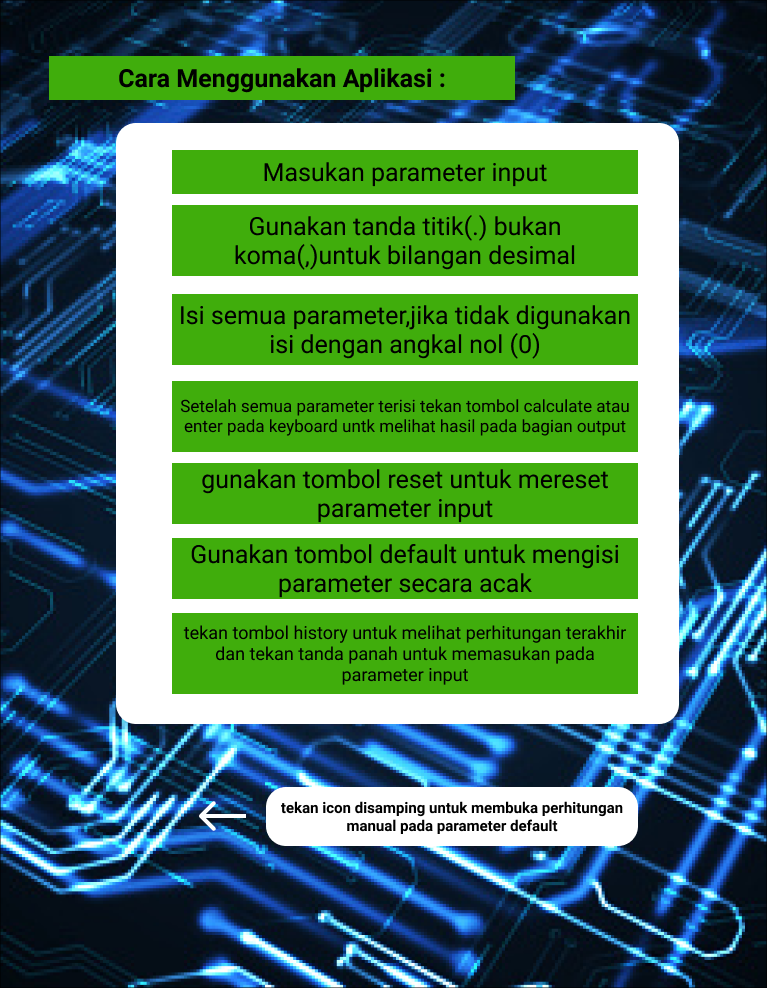 Cara Menggunakan Aplikasi :
Masukan parameter input
Gunakan tanda titik(.) bukan
koma(,)untuk bilangan desimal
Isi semua parameter,jika tidak digunakan
isi dengan angkal nol (0)
Setelah semua parameter terisi tekan tombol calculate atau
enter pada keyboard untk melihat hasil pada bagian output
gunakan tombol reset untuk mereset
parameter input
Gunakan tombol default untuk mengisi
parameter secara acak
tekan tombol history untuk melihat perhitungan terakhir
dan tekan tanda panah untuk memasukan pada
parameter input
tekan icon disamping untuk membuka perhitungan
manual pada parameter default